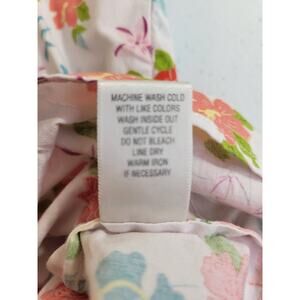 MACHINE WASH COLD
WITH LIKE COLORS
WASH INSIDE OUT
GENTLE CYCLE
DO NOT BLEACH
LINE DRY
WARM IRON
IF NECESSARY